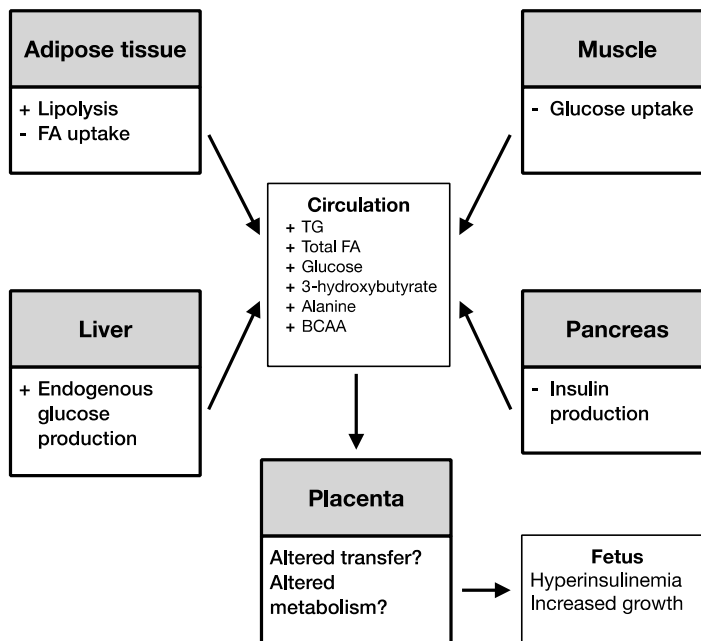 Adipose tissue
+ Lipolysis
- FA uptake
Muscle
- Glucose uptake
Circulation
+ TG
+ Total FA
+ Glucose
+ 3-hydroxybutyrate
+ Alanine
+ BCAA
Liver
+ Endogenous
glucose
production
Pancreas
- Insulin
production
Placenta
Altered transfer?
Altered
metabolism?
Fetus
Hyperinsulinemia
Increased growth